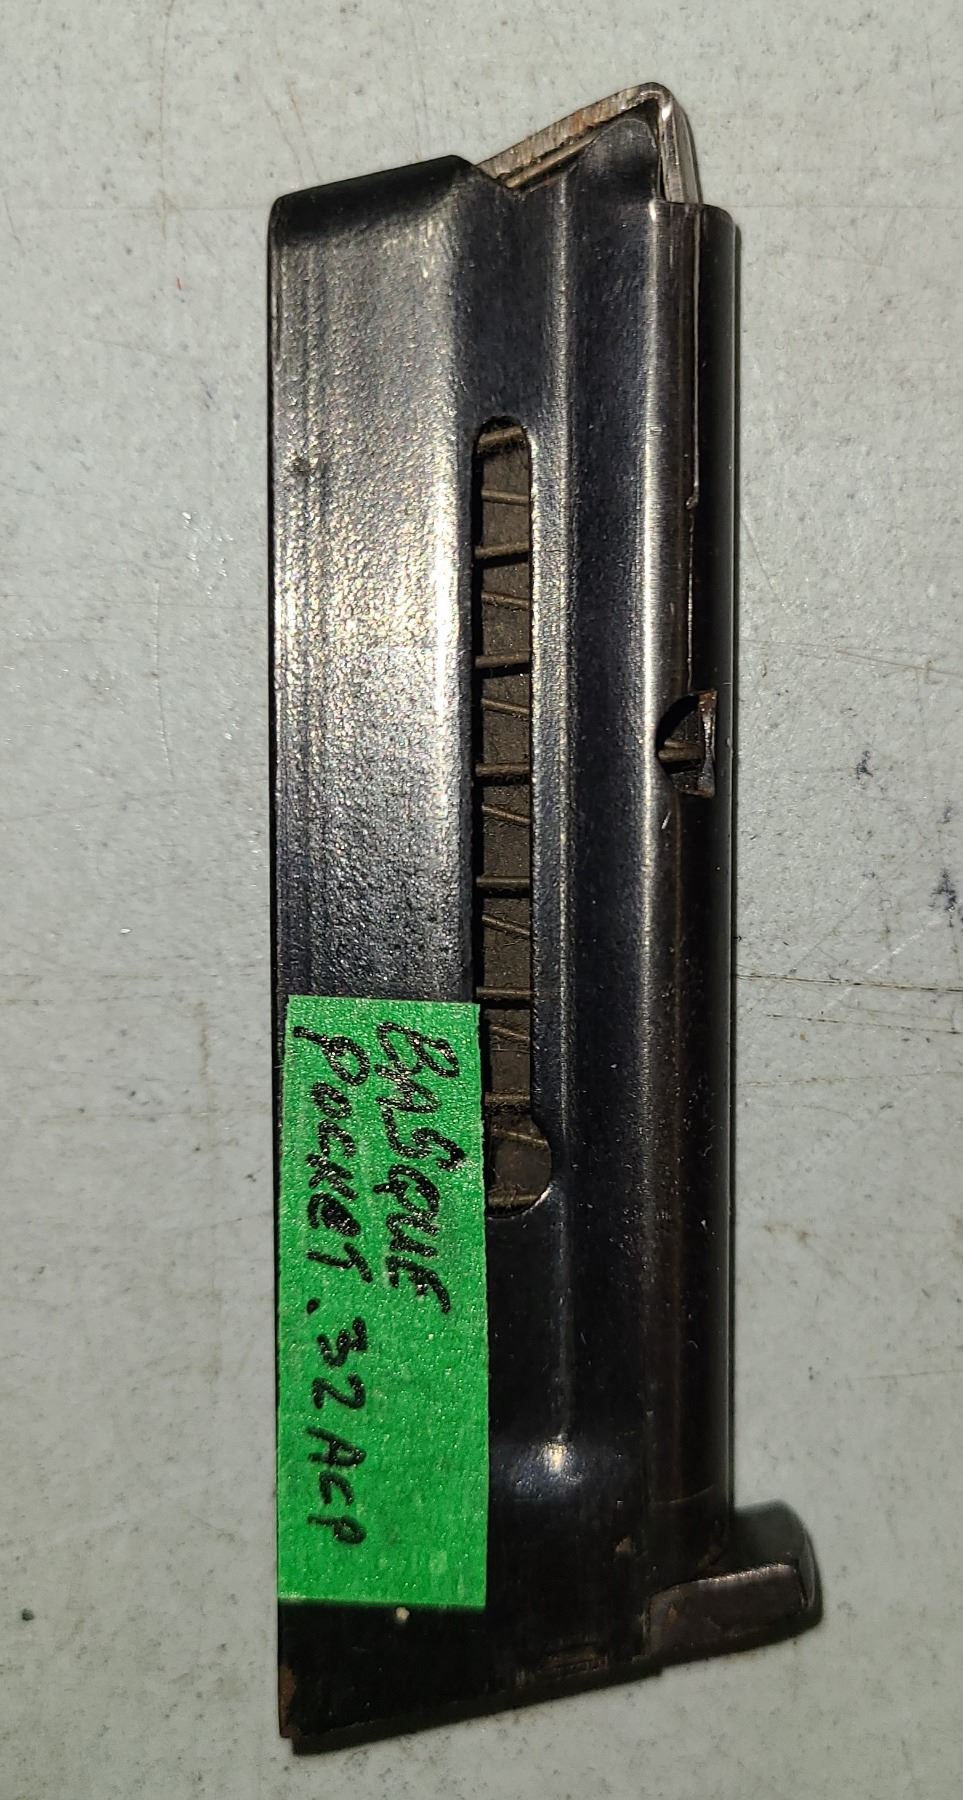 BASQUE
POCKET .32 ACP